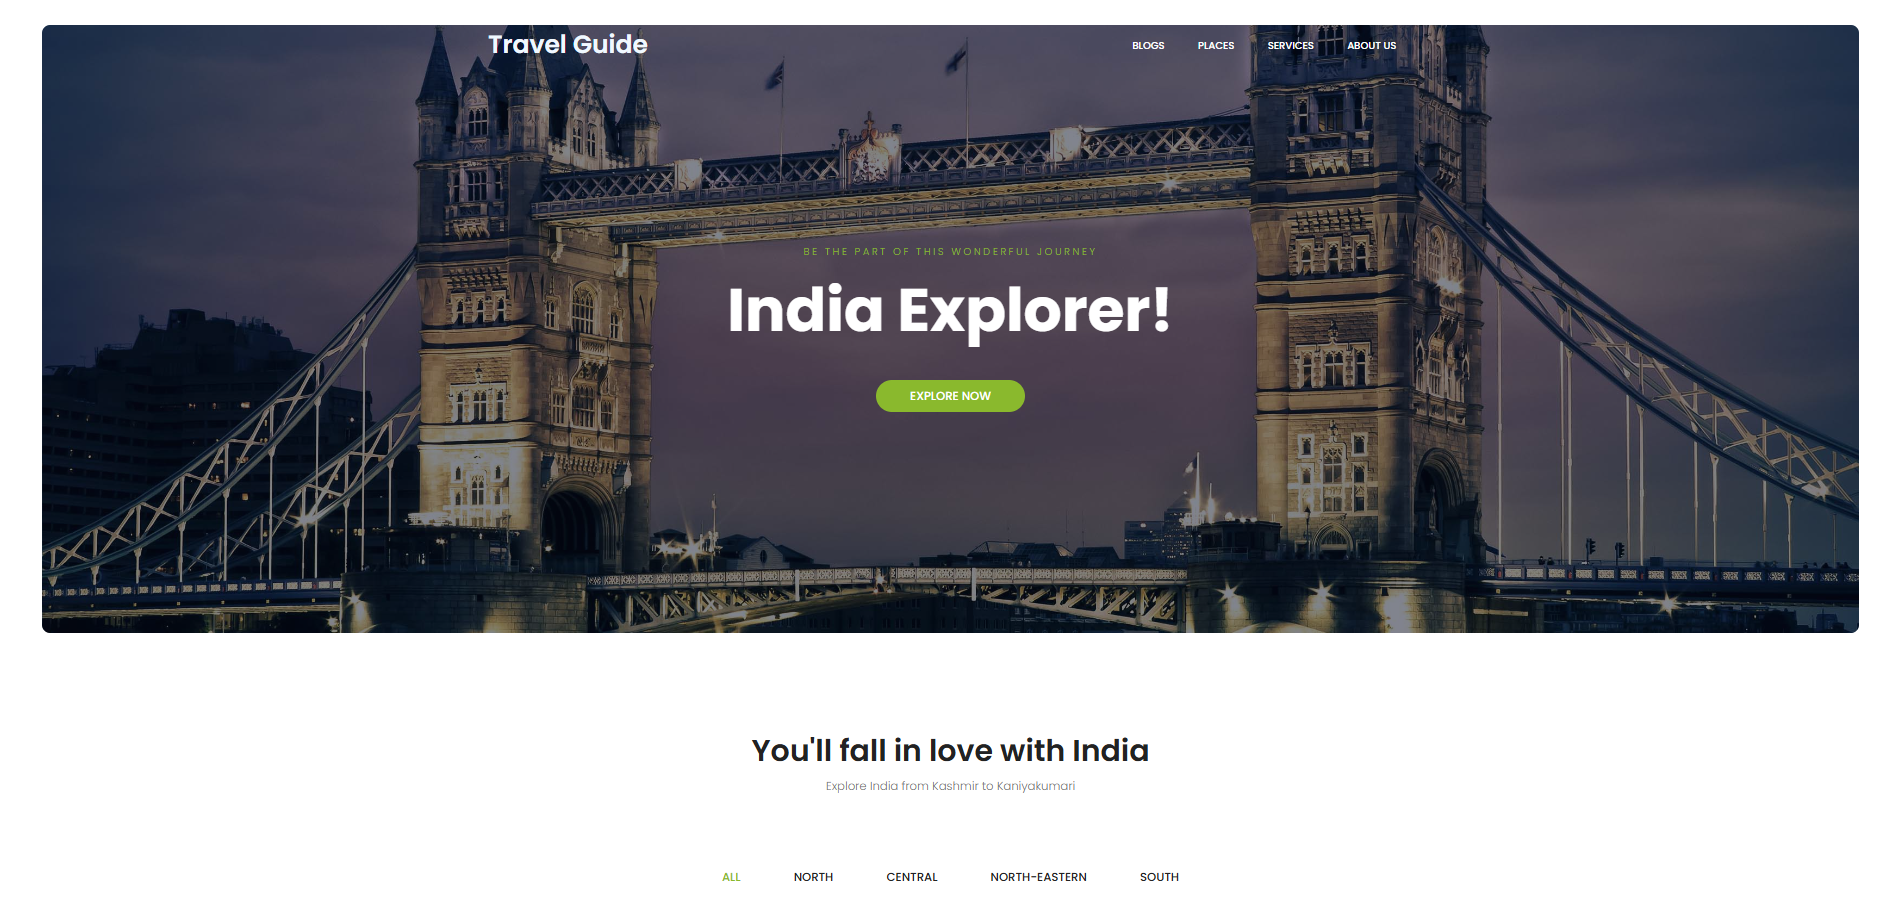 Travel Guide
BLOGS PLACES SERVICES ABOUT US
BE THE PART OF THIS WONDERFUL JOURNEY
India Explorer!
EXPLORE NOW
You'll fall in love with India
Explore India from Kashmir to Kaniyakumari
ALL NORTH CENTRAL NORTH-EASTERN SOUTH